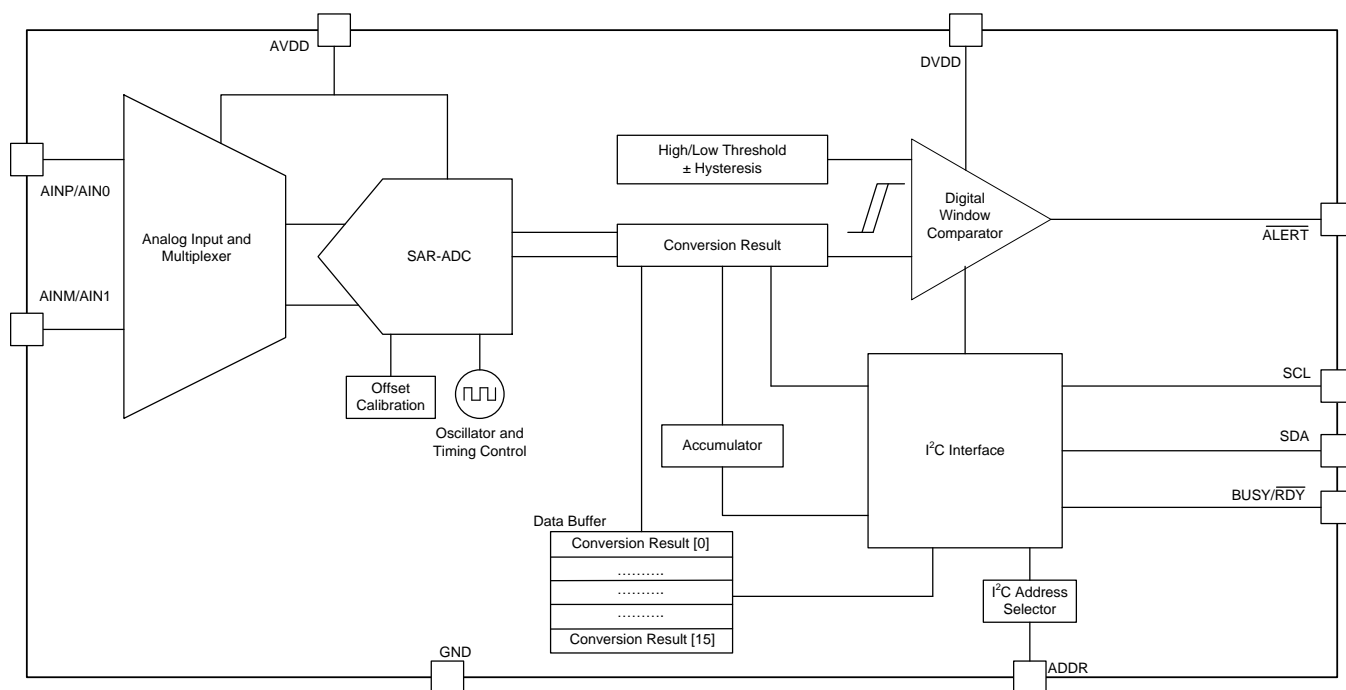 AVDD
DVDD
AINP/AIN0
AINM/AIN1
Analog Input and
Multiplexer
SAR-ADC
Offset
Calibration
Oscillator and
Timing Control
High/Low Threshold
± Hysteresis
Conversion Result
Digital
Window
Comparator
ALERT
Accumulator
I²C Interface
SCL
SDA
BUSY/RDY
Data Buffer
Conversion Result [0]
……….
……….
……….
Conversion Result [15]
I²C Address
Selector
GND
ADDR